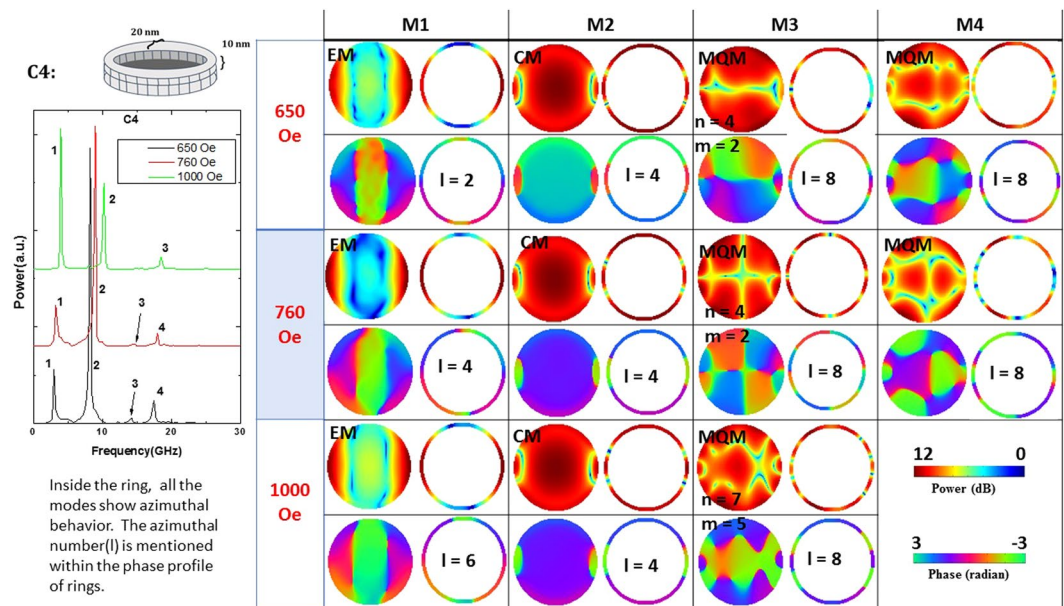 20 nm
10 nm
C4:
C4
650 Oe
760 Oe
1000 Oe
1
2
3
1
2
3
4
1
2
3
4
Power(a.u.)
0
10
20
30
Frequency(GHz)
Inside the ring, all the
modes show azimuthal
behavior. The azimuthal
number(l) is mentioned
within the phase profile
of rings.
M1
M2
M3
M4
650
Oe
EM
CM
MQM
n = 4
m = 2
l = 2
l = 4
l = 8
l = 8
760
Oe
EM
CM
MQM
n = 4
m = 2
l = 4
l = 4
l = 8
l = 8
1000
Oe
EM
CM
MQM
n = 7
m = 5
l = 6
l = 4
l = 8
12
0
Power (dB)
3
-3
Phase (radian)